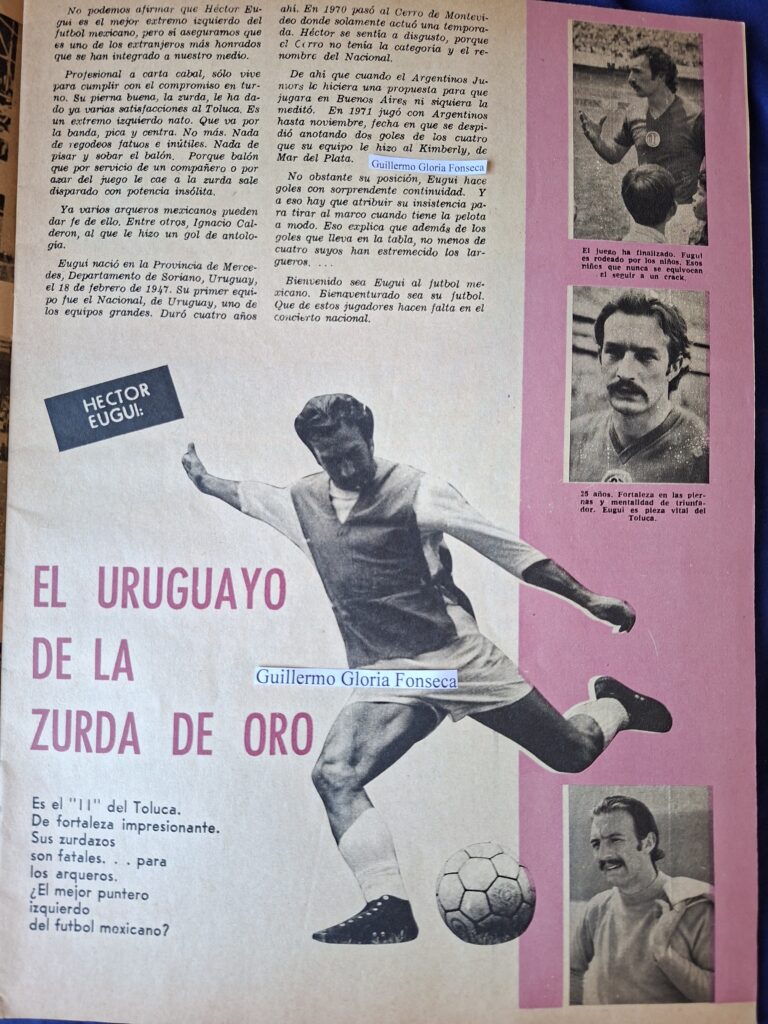 No podemos afirmar que Héctor Eu-
gui es el mejor extremo izquierdo del
futbol mexicano, pero sí aseguramos que
es uno de los extranjeros más honrados
que se han integrado a nuestro medio.
Profesional a carta cabal, sólo vive
para cumplir con el compromiso en tur-
no. Su pierna buena, la zurda, le ha da-
do ya varias satisfacciones al Toluca. Es
un extremo izquierdo nato. Que va por
la banda, pica y centra. No más. Nada
de regodeos fatuos e inútiles. Nada de
pisar y sobar el balón. Porque balón
que por servicio de un compañero o por
azar del juego le cae a la zurda sale
disparado con potencia insólita.
Ya varios arqueros mexicanos pueden
dar fe de ello. Entre otros, Ignacio Cal-
deron, al que le hizo un gol de antolo-
gía.
Eugui nació en la Provincia de Merce-
des, Departamento de Soriano, Uruguay,
el 18 de febrero de 1947. Su primer equi-
po fue el Nacional, de Uruguay, uno de
los equipos grandes. Duró cuatro años
ahí. En 1970 pasó al Cerro de Montevi-
deo donde solamente actuó una tempora-
da. Héctor se sentía a disgusto, porque
el Cerro no tenía la categoría y el re-
nombre del Nacional.
De ahí que cuando el Argentinos Ju-
niors le hiciera una propuesta para que
jugara en Buenos Aires ni siquiera la
meditó. En 1971 jugó con Argentinos
hasta noviembre, fecha en que se despi-
dió anotando dos goles de los cuatro
que su equipo le hizo al Kimberly, de
Mar del Plata.
Guillermo Gloria Fonseca
No obstante su posición, Eugui hace
goles con sorprendente continuidad. Y
a eso hay que atribuir su insistencia pa-
ra tirar al marco cuando tiene la pelota
a modo. Eso explica que además de los
goles que lleva en la tabla, no menos de
cuatro suyos han estremecido los lar-
gueros. . . .
Bienvenido sea Eugui al futbol me-
xicano. Bienaventurado sea su futbol.
Que de estos jugadores hacen falta en el
concierto nacional.
El juego ha finalizado. Eugui
es rodeado por los niños. Esos
niños que nunca se equivocan
el seguir a un crack.
25 años. Fortaleza en las pier-
nas y mentalidad de triunfa-
dor. Eugui es pieza vital del
Toluca.
HECTOR
EUGUI:
EL URUGUAYO
DE LA
ZURDA DE ORO
Guillermo Gloria Fonseca
Es el "11" del Toluca.
De fortaleza impresionante.
Sus zurdazos
son fatales. . . para
los arqueros.
¿El mejor puntero
izquierdo
del futbol mexicano?